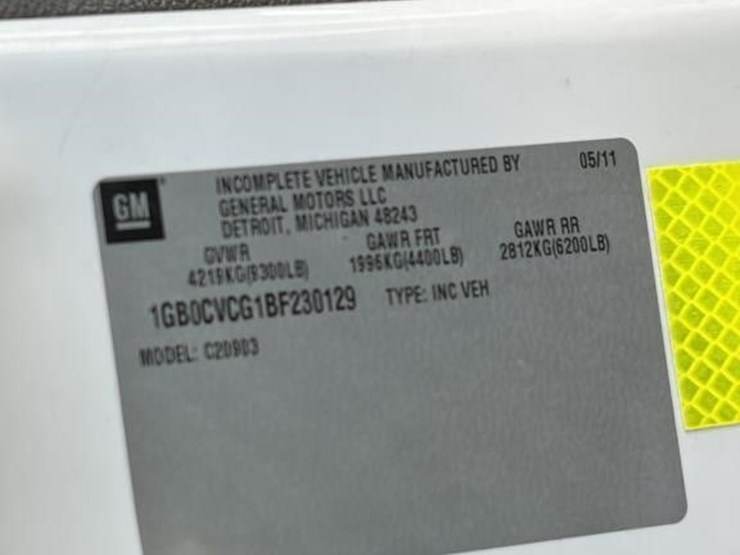 GM
INCOMPLETE VEHICLE MANUFACTURED BY 05/11
GENERAL MOTORS LLC
DETROIT, MICHIGAN 48243
GVWR GAWR FRT GAWR RR
4218KG(9300LB) 1996KG(4400LB) 2812KG(6200LB)
1GB0CVCG1BF230129 TYPE: INC VEH
MODEL: C20903